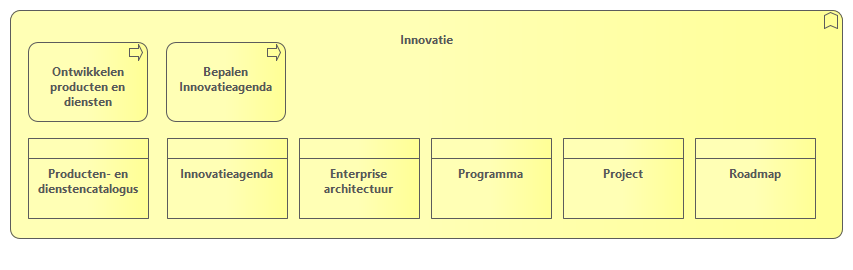 Innovatie
Ontwikkelen
producten en
diensten
Bepalen
Innovatieagenda
Producten- en
dienstencatalogus
Innovatieagenda
Enterprise
architectuur
Programma
Project
Roadmap